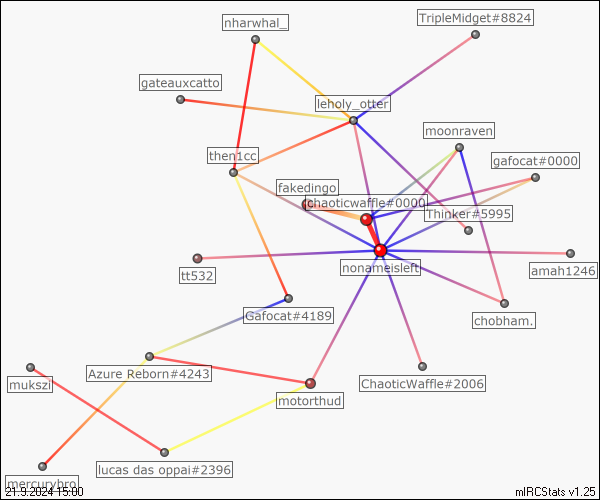 TripleMidget#8824
nharwhal_
gateauxcatto
leholy_otter
moonraven
then1cc
gafocat#0000
fakedingo
chaoticwaffle#0000
Thinker#5995
nonameisleft
tt532
amah1246
Gafocat#4189
chobham.
Azure Reborn#4243
mukszi
ChaoticWaffle#2006
motorthud
lucas das oppai#2396
mercurybro
21.9.2024 15:00
mIRCStats v1.25